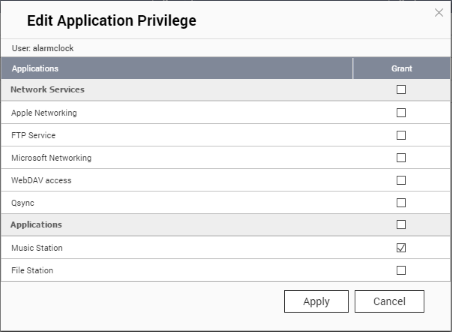 Edit Application Privilege
User: alarmclock
Applications Grant
Network Services
Apple Networking
FTP Service
Microsoft Networking
WebDAV access
Qsync
Applications
Music Station
File Station
Apply Cancel